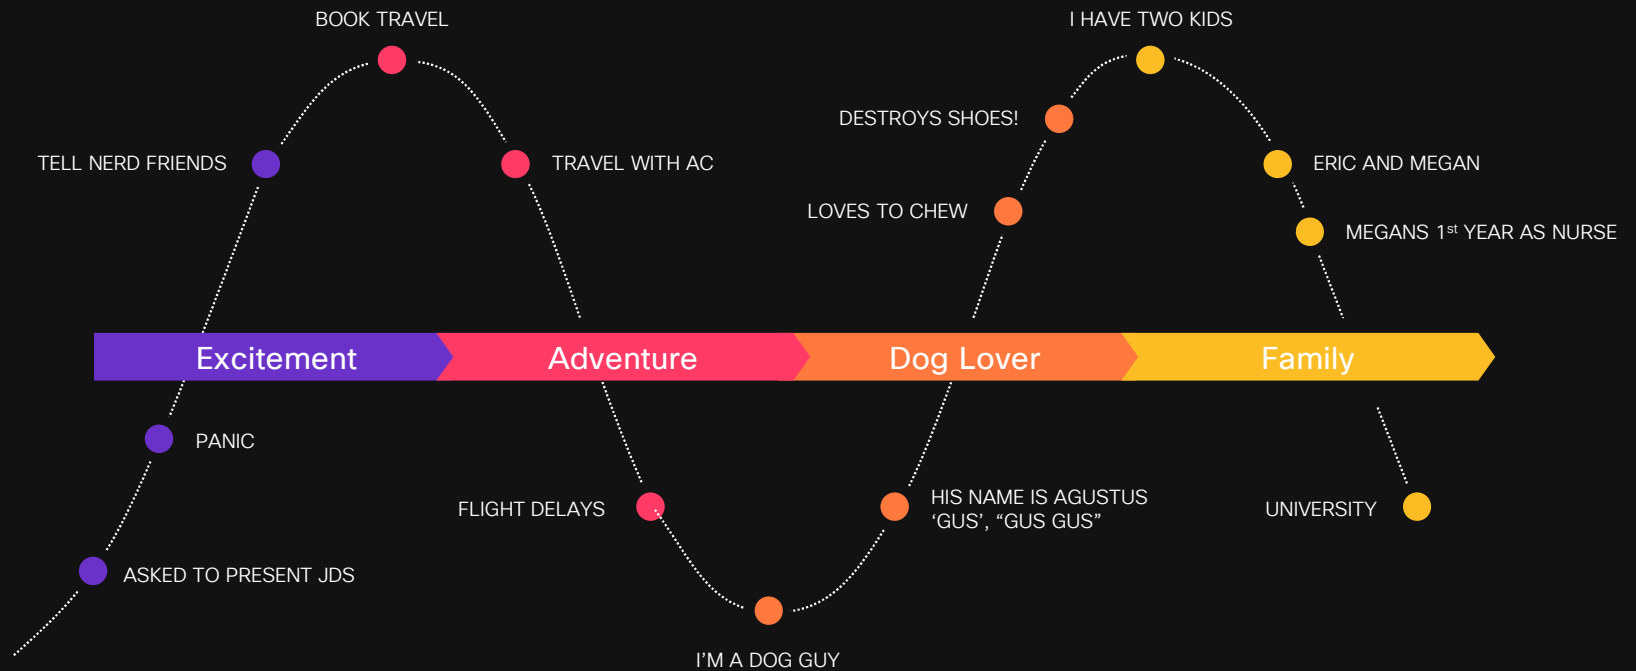 BOOK TRAVEL
I HAVE TWO KIDS
DESTROYS SHOES!
TELL NERD FRIENDS
TRAVEL WITH AC
ERIC AND MEGAN
LOVES TO CHEW
MEGANS 1st YEAR AS NURSE
Excitement
Adventure
Dog Lover
Family
PANIC
FLIGHT DELAYS
HIS NAME IS AGUSTUS
‘GUS’, “GUS GUS”
UNIVERSITY
ASKED TO PRESENT JDS
I’M A DOG GUY